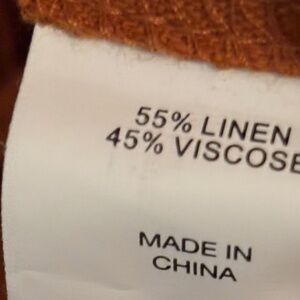 55% LINEN
45% VISCOSE
MADE IN
CHINA